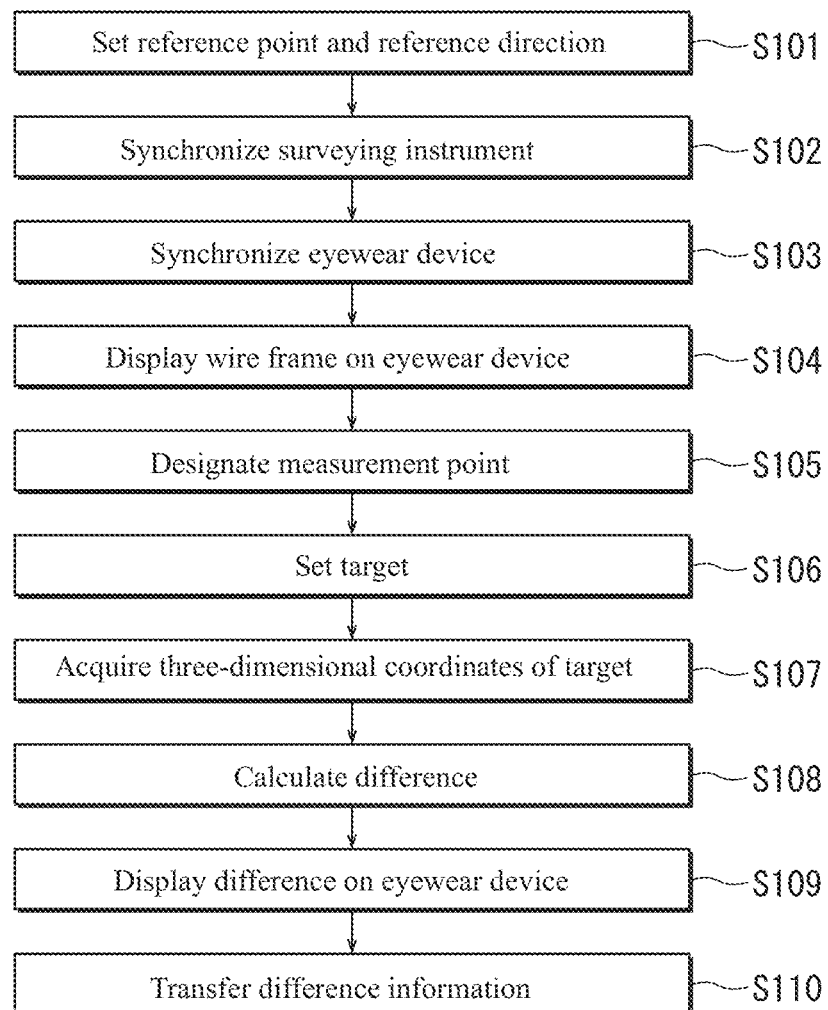 Set reference point and reference direction S101
Synchronize surveying instrument S102
Synchronize eyewear device S103
Display wire frame on eyewear device S104
Designate measurement point S105
Set target S106
Acquire three-dimensional coordinates of target S107
Calculate difference S108
Display difference on eyewear device S109
Transfer difference information S110